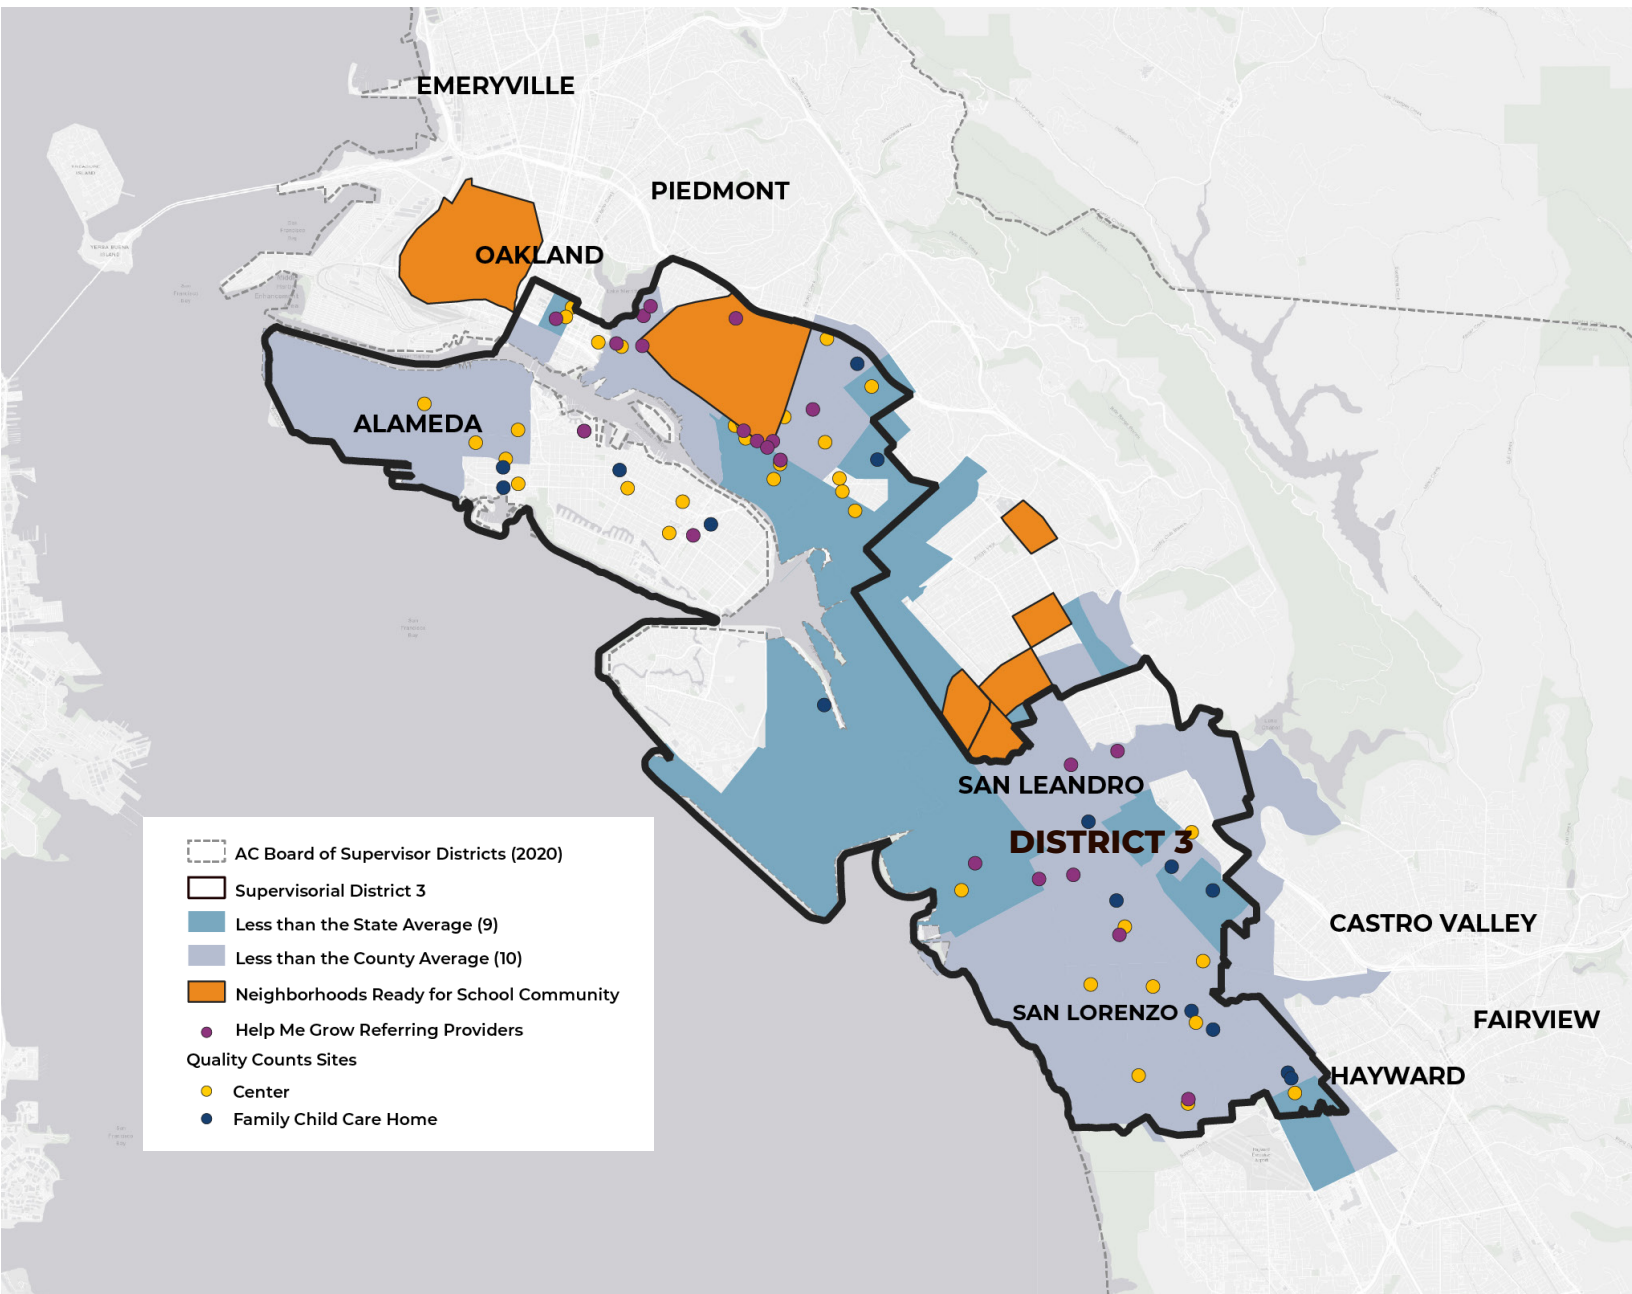 EMERYVILLE
PIEDMONT
OAKLAND
ALAMEDA
SAN LEANDRO
DISTRICT 3
CASTRO VALLEY
SAN LORENZO
FAIRVIEW
HAYWARD
AC Board of Supervisor Districts (2020)
Supervisorial District 3
Less than the State Average (9)
Less than the County Average (10)
Neighborhoods Ready for School Community
Help Me Grow Referring Providers
Quality Counts Sites
Center
Family Child Care Home